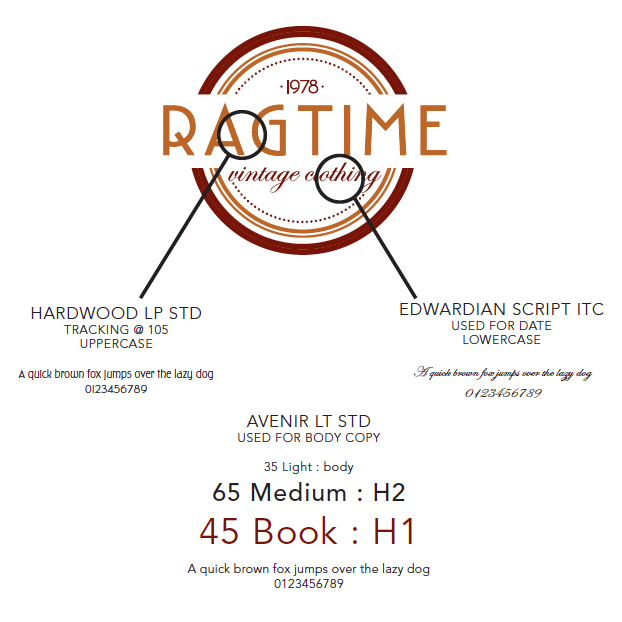 ·1978·
RAGTIME
vintage clothing
HARDWOOD LP STD
TRACKING @ 105
UPPERCASE
A quick brown fox jumps over the lazy dog
0123456789
EDWARDIAN SCRIPT ITC
USED FOR DATE
LOWERCASE
A quick brown fox jumps over the lazy dog
0123456789
AVENIR LT STD
USED FOR BODY COPY
35 Light : body
65 Medium : H2
45 Book : H1
A quick brown fox jumps over the lazy dog
0123456789